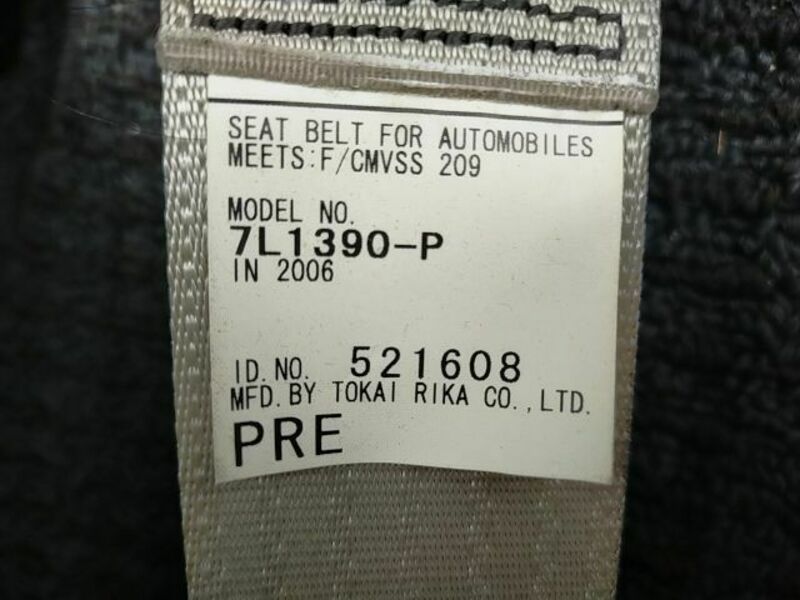 SEAT BELT FOR AUTOMOBILES
MEETS:F/CMVSS 209
MODEL NO.
7L1390-P
IN 2006
ID.NO. 521608
MFD.BY TOKAI RIKA CO.,LTD.
PRE